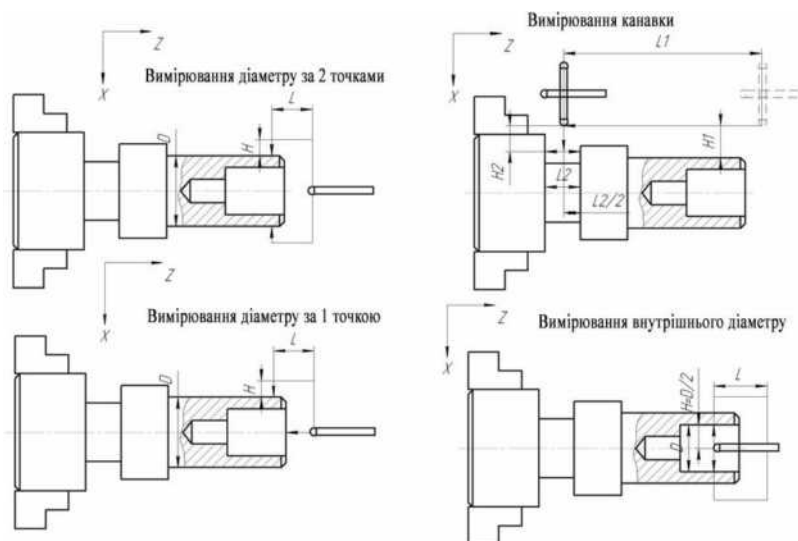 Z
X
Вимірювання діаметру за 2 точками
L
H
D
Вимірювання канавки
Z
X
L1
H1
H2
L2
L2/2
Z
X
Вимірювання діаметру за 1 точкою
L
H
D
Z
X
Вимірювання внутрішнього діаметру
L
H=D/2
D